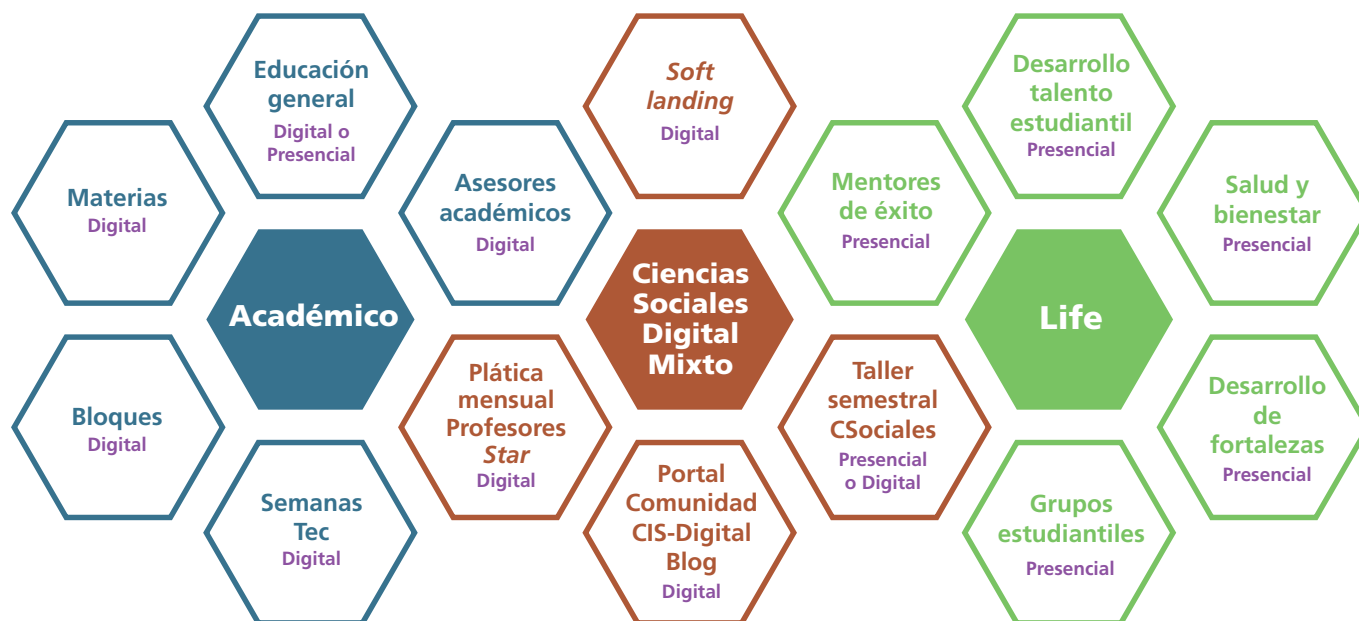 Educación
general
Digital o
Presencial
Materias
Digital
Asesores
académicos
Digital
Académico
Bloques
Digital
Semanas
Tec
Digital
Soft
landing
Digital
Ciencias
Sociales
Digital
Mixto
Plática
mensual
Profesores
Star
Digital
Portal
Comunidad
CIS-Digital
Blog
Digital
Taller
semestral
CSociales
Presencial
o Digital
Desarrollo
talento
estudiantil
Presencial
Mentores
de éxito
Presencial
Salud y
bienestar
Presencial
Life
Desarrollo
de
fortalezas
Presencial
Grupos
estudiantiles
Presencial